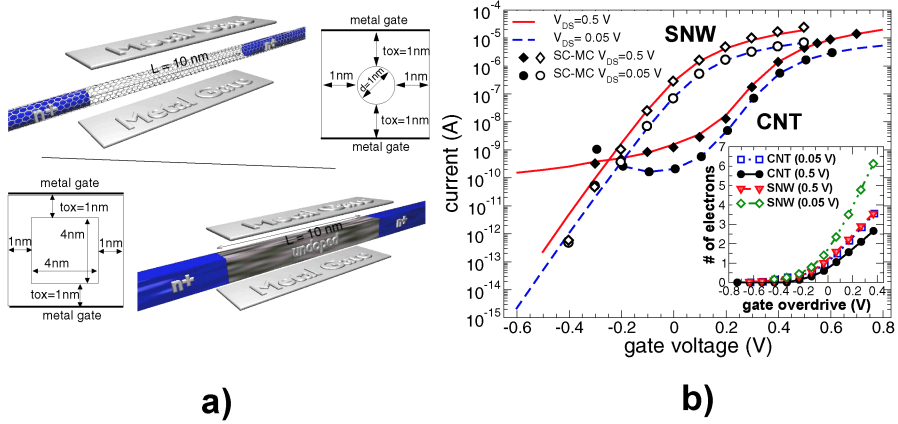 metal gate
L = 10 nm
Metal Gate
n+
metal gate
tox=1nm
1nm
d=1nm
1nm
tox=1nm
metal gate
tox=1nm
1nm
4nm
1nm
4nm
tox=1nm
metal gate
L = 10 nm
undoped
n+
n+
Metal Gate
a)
current (A)
10-4
10-5
10-6
10-7
10-8
10-9
10-10
10-11
10-12
10-13
10-14
10-15
-0.6 -0.4 -0.2 0 0.2 0.4 0.6 0.8
gate voltage (V)
VDS=0.5 V
VDS= 0.05 V
SC-MC VDS=0.5 V
SC-MC VDS=0.05 V
SNW
CNT
# of electrons
7
6
5
4
3
2
1
0
CNT (0.05 V)
CNT (0.5 V)
SNW (0.5 V)
SNW (0.05 V)
-0.8 -0.6 -0.4 -0.2 0 0.2 0.4
gate overdrive (V)
b)